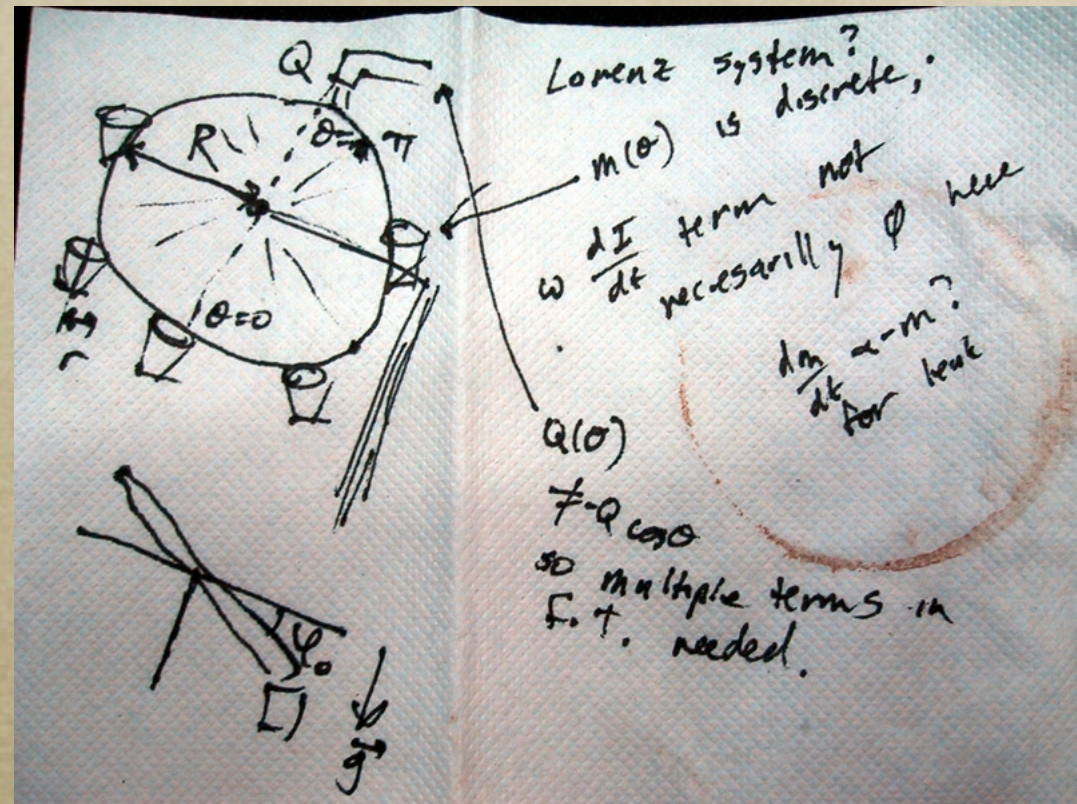 Q
R
θ=π
θ=0
r
Lorenz system?
m(θ) is discrete,
ω dI/dt term not
necesarilly φ here
dm/dt ∝ -m?
for leak
Q(θ)
≠-Q cosθ
so multiple terms in
F.T. needed.
φ₀
g